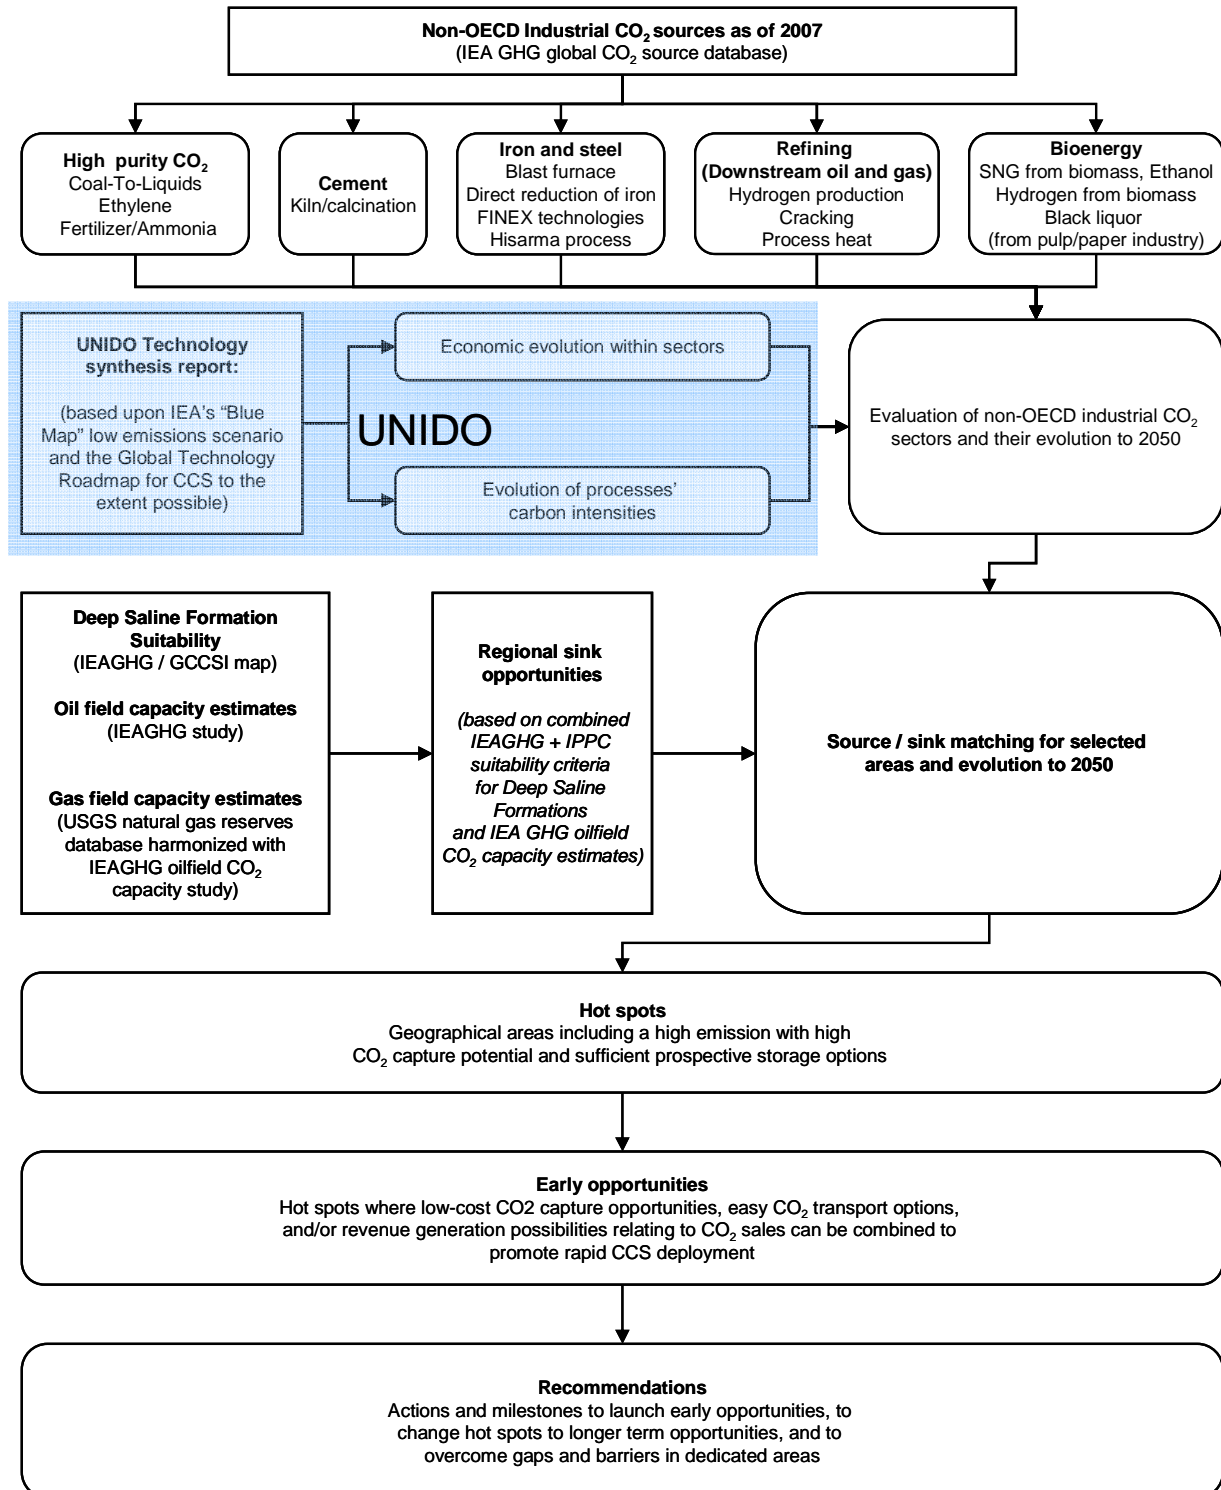 Non-OECD Industrial CO₂ sources as of 2007
(IEA GHG global CO₂ source database)
High purity CO₂
Coal-To-Liquids
Ethylene
Fertilizer/Ammonia
Cement
Kiln/calcination
Iron and steel
Blast furnace
Direct reduction of iron
FINEX technologies
Hisarma process
Refining
(Downstream oil and gas)
Hydrogen production
Cracking
Process heat
Bioenergy
SNG from biomass, Ethanol
Hydrogen from biomass
Black liquor
(from pulp/paper industry)
UNIDO Technology
synthesis report:
(based upon IEA's “Blue
Map” low emissions scenario
and the Global Technology
Roadmap for CCS to the
extent possible)
Economic evolution within sectors
UNIDO
Evolution of processes'
carbon intensities
Evaluation of non-OECD industrial CO₂
sectors and their evolution to 2050
Deep Saline Formation
Suitability
(IEAGHG / GCCSI map)
Oil field capacity estimates
(IEAGHG study)
Gas field capacity estimates
(USGS natural gas reserves
database harmonized with
IEAGHG oilfield CO₂
capacity study)
Regional sink
opportunities
(based on combined
IEAGHG + IPPC
suitability criteria
for Deep Saline
Formations
and IEA GHG oilfield
CO₂ capacity estimates)
Source / sink matching for selected
areas and evolution to 2050
Hot spots
Geographical areas including a high emission with high
CO₂ capture potential and sufficient prospective storage options
Early opportunities
Hot spots where low-cost CO2 capture opportunities, easy CO₂ transport options,
and/or revenue generation possibilities relating to CO₂ sales can be combined to
promote rapid CCS deployment
Recommendations
Actions and milestones to launch early opportunities, to
change hot spots to longer term opportunities, and to
overcome gaps and barriers in dedicated areas